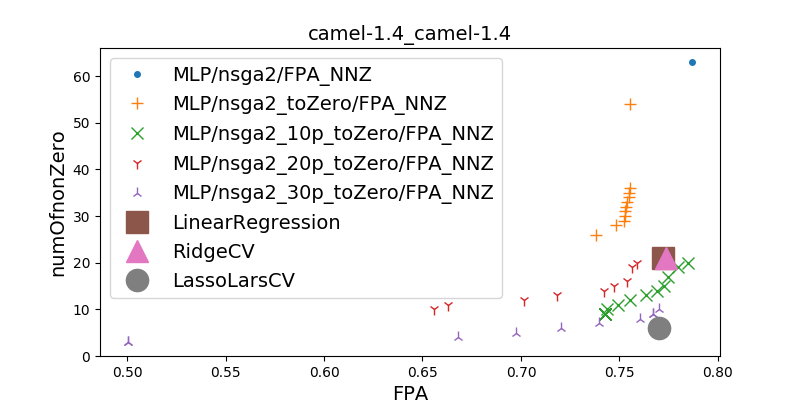 camel-1.4_camel-1.4
MLP/nsga2/FPA_NNZ
MLP/nsga2_toZero/FPA_NNZ
MLP/nsga2_10p_toZero/FPA_NNZ
MLP/nsga2_20p_toZero/FPA_NNZ
MLP/nsga2_30p_toZero/FPA_NNZ
LinearRegression
RidgeCV
LassoLarsCV
numOfnonZero
60
50
40
30
20
10
0
0.50 0.55 0.60 0.65 0.70 0.75 0.80
FPA